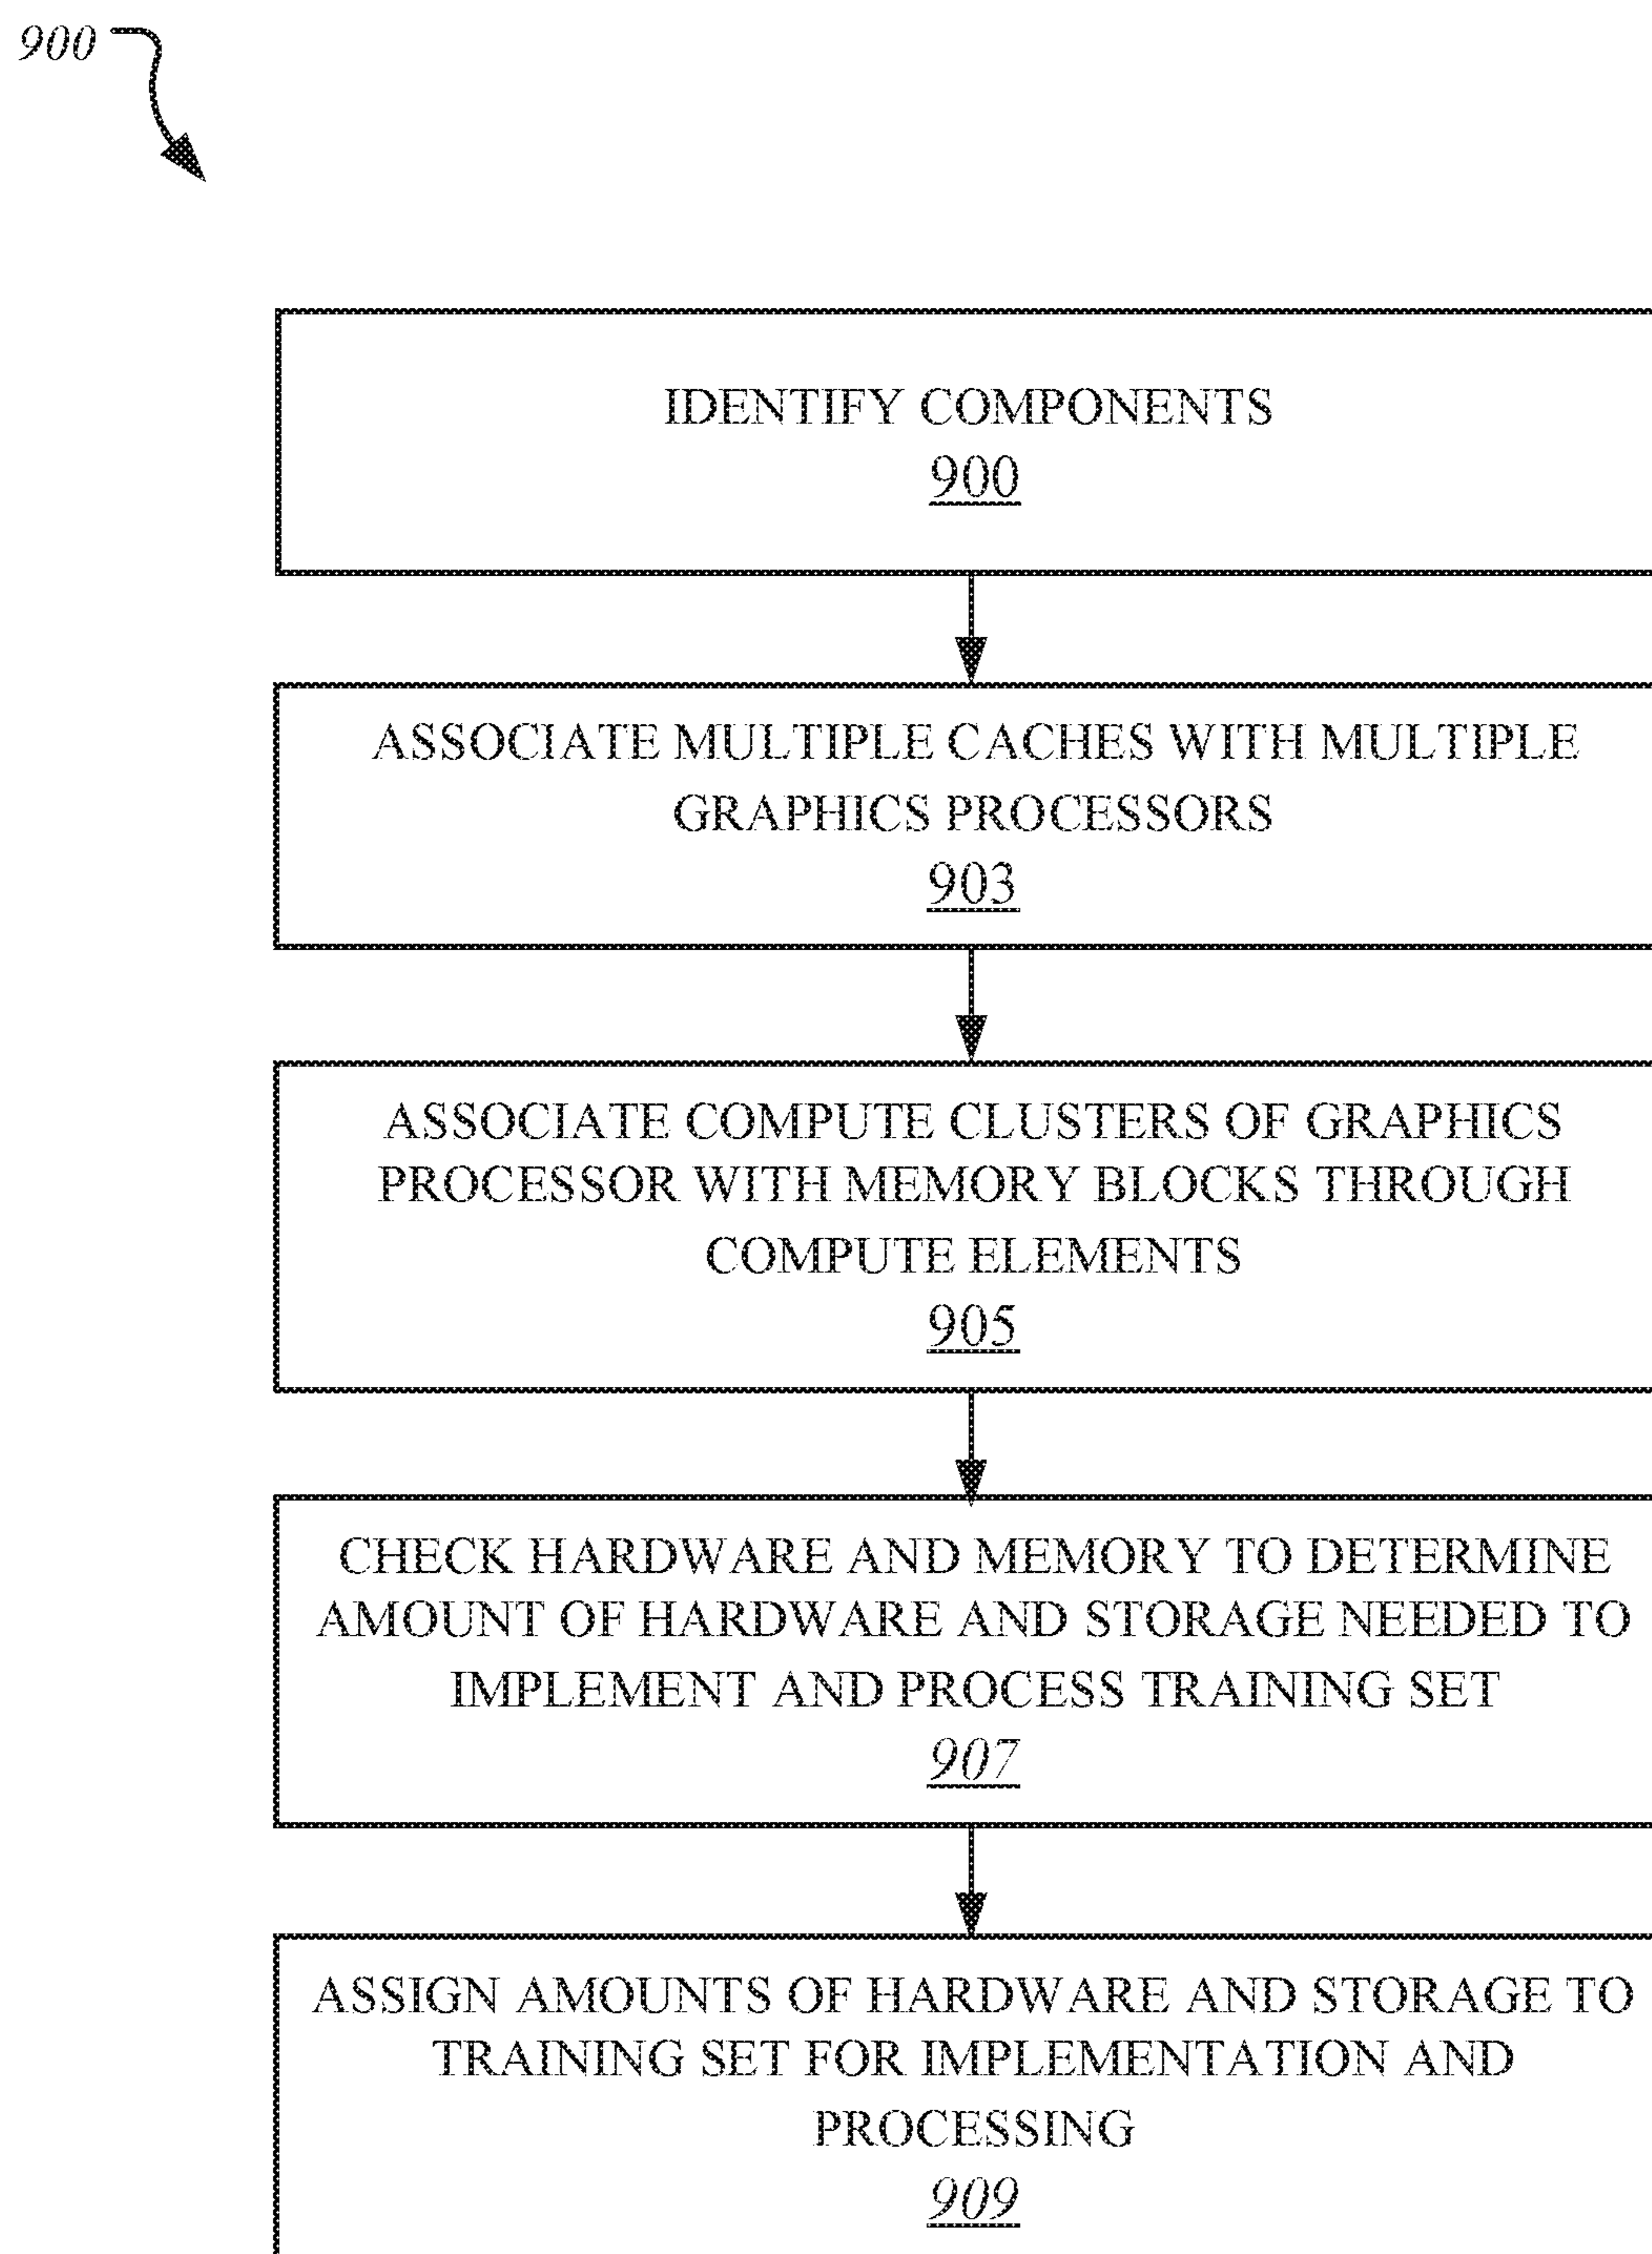 900
IDENTIFY COMPONENTS
900
ASSOCIATE MULTIPLE CACHES WITH MULTIPLE
GRAPHICS PROCESSORS
903
ASSOCIATE COMPUTE CLUSTERS OF GRAPHICS
PROCESSOR WITH MEMORY BLOCKS THROUGH
COMPUTE ELEMENTS
905
CHECK HARDWARE AND MEMORY TO DETERMINE
AMOUNT OF HARDWARE AND STORAGE NEEDED TO
IMPLEMENT AND PROCESS TRAINING SET
907
ASSIGN AMOUNTS OF HARDWARE AND STORAGE TO
TRAINING SET FOR IMPLEMENTATION AND
PROCESSING
909